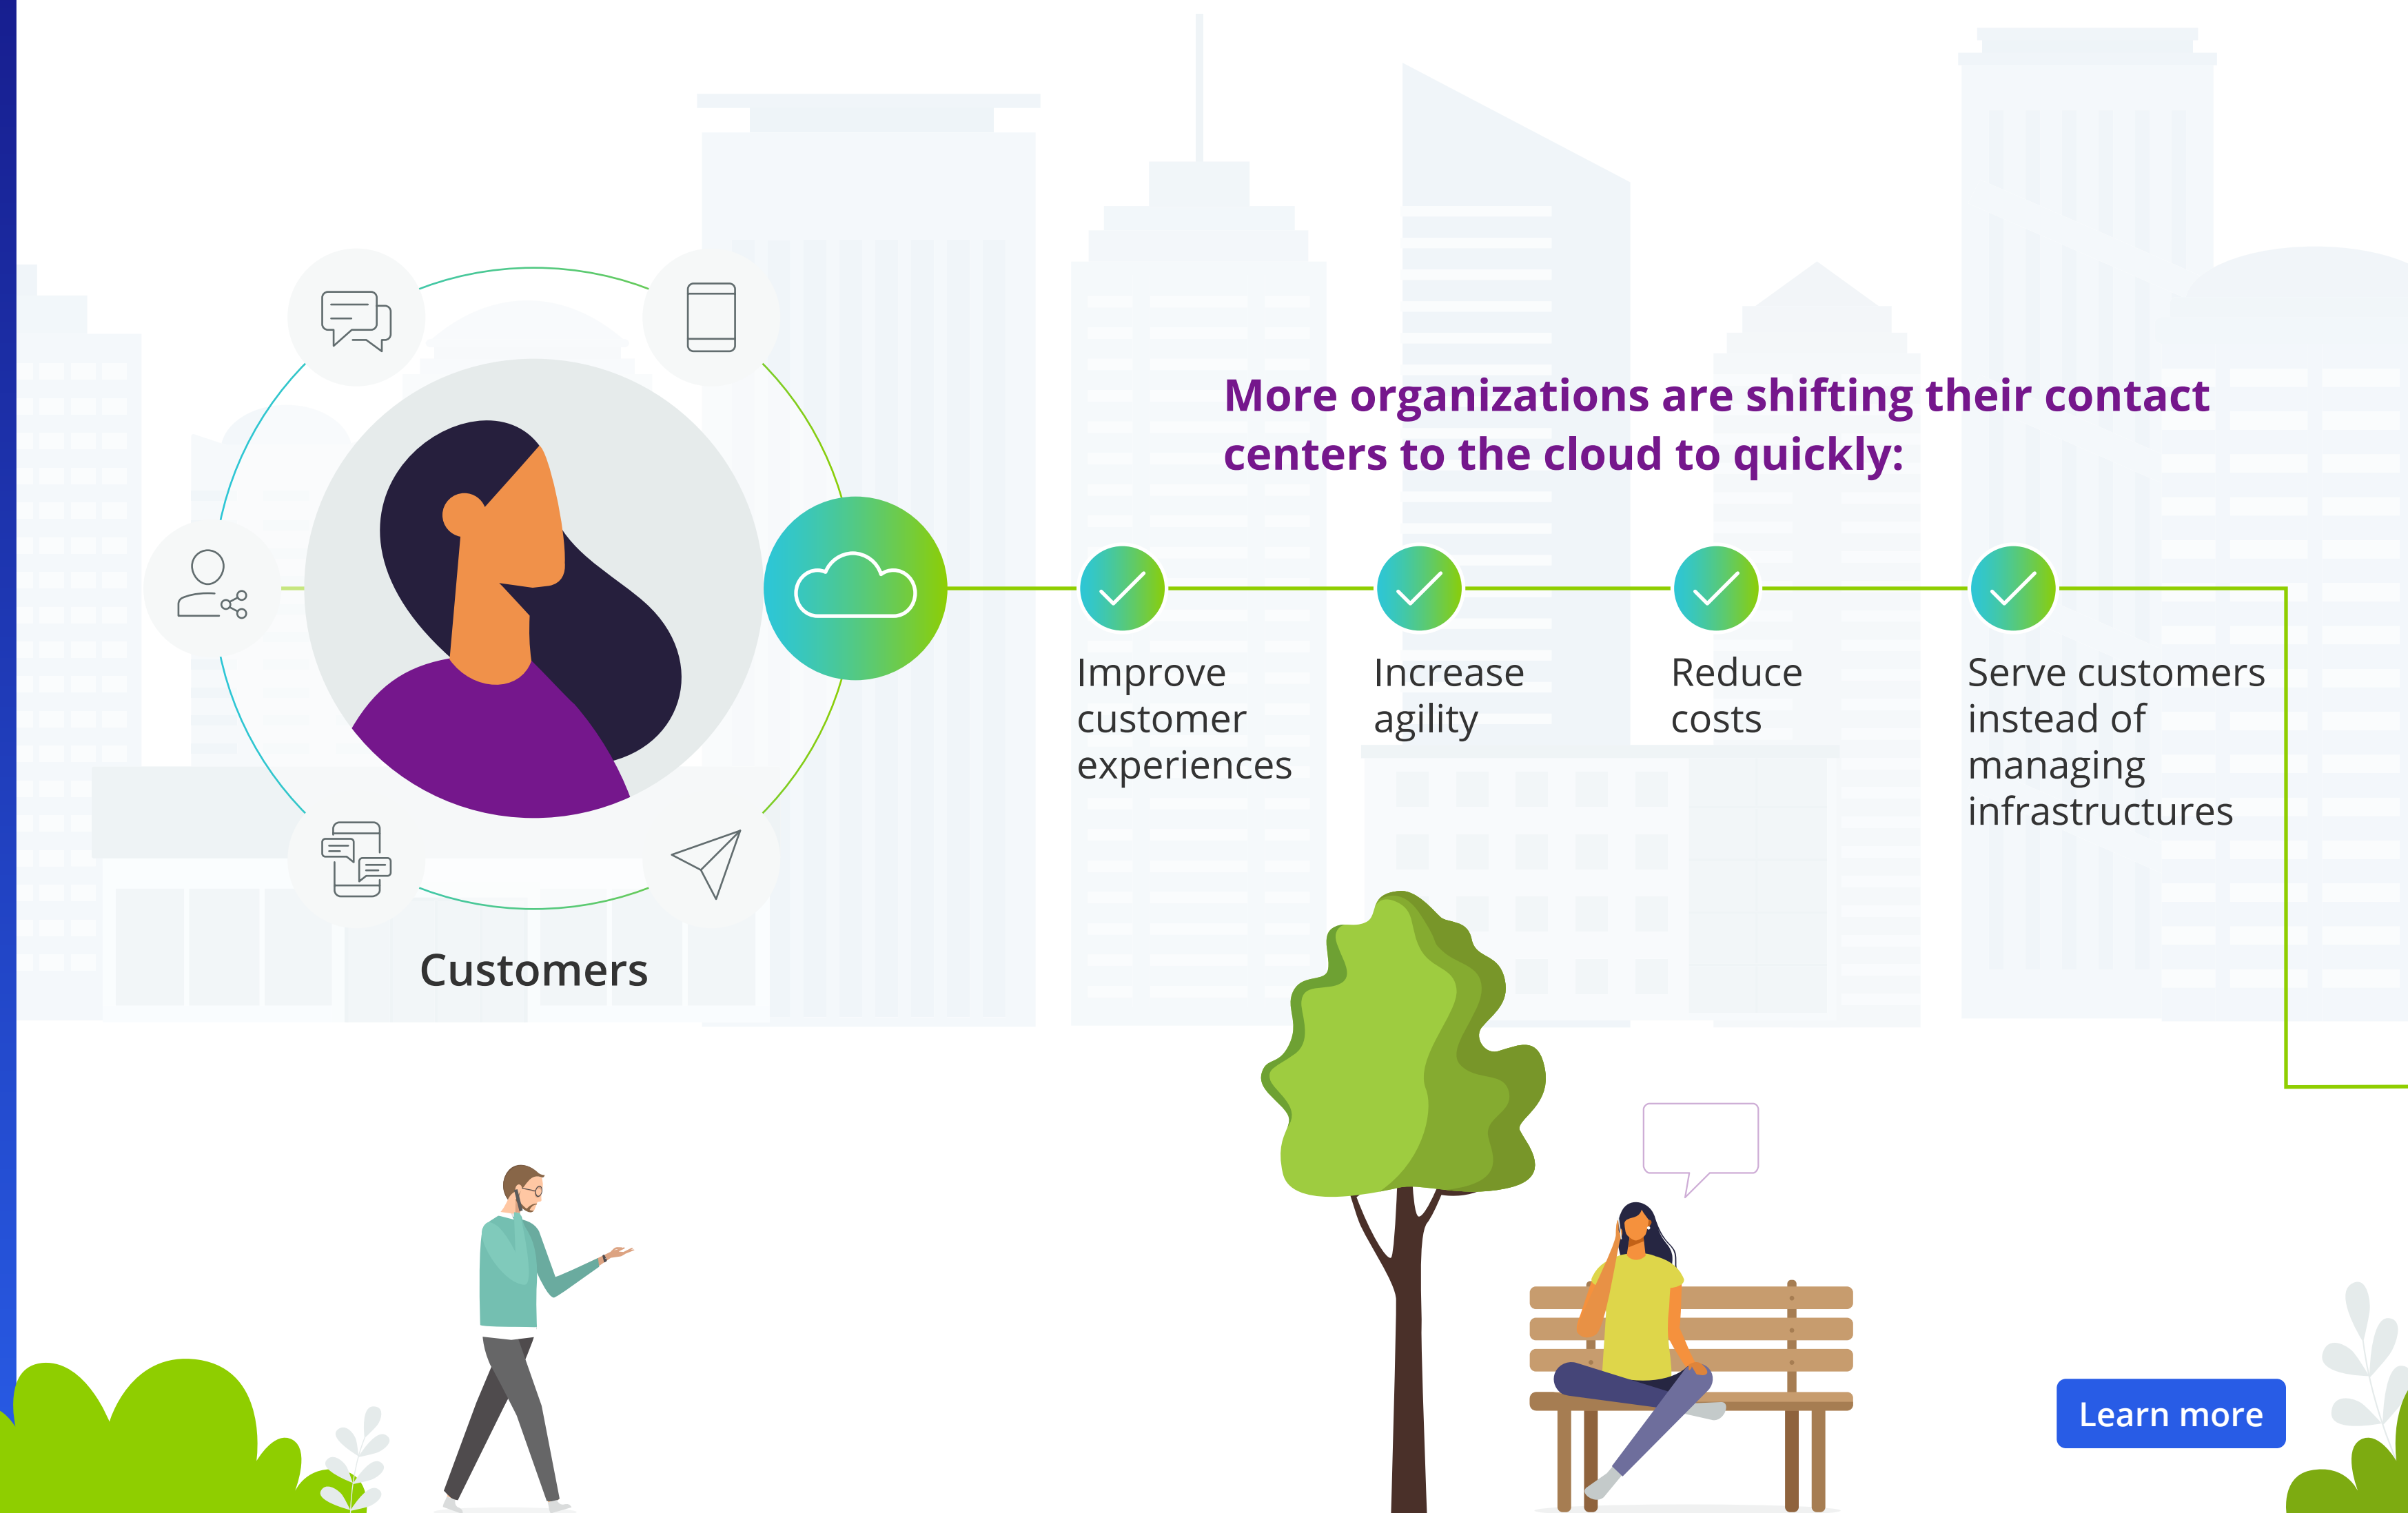 More organizations are shifting their contact
centers to the cloud to quickly:
Improve
customer
experiences
Increase
agility
Reduce
costs
Serve customers
instead of
managing
infrastructures
Customers
Learn more